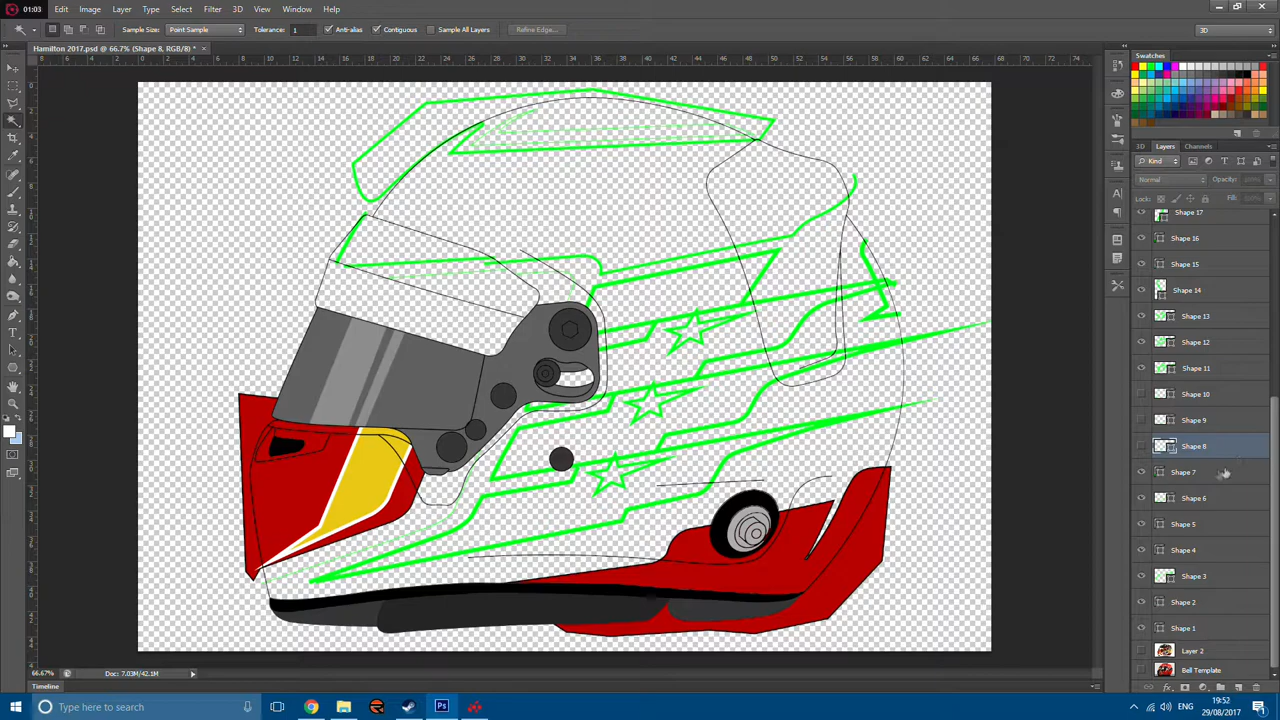 01:03 Edit Image Layer Type Select Filter 3D View Window Help
Sample Size: Point Sample Tolerance: 1 Anti-alias Contiguous Sample All Layers Refine Edge... 3D
Hamilton 2017.psd @ 66.7% (Shape 8, RGB/8) * ×
Swatches
3D Layers Channels
Kind
Normal Opacity:
Lock: Fill:
Shape 17
Shape 16
Shape 15
Shape 14
Shape 13
Shape 12
Shape 11
Shape 10
Shape 9
Shape 8
Shape 7
Shape 6
Shape 5
Shape 4
Shape 3
Shape 2
Shape 1
Layer 2
Bell Template
66.67% Doc: 7.03M/42.1M
Timeline
Type here to search
ENG 19:52
29/08/2017